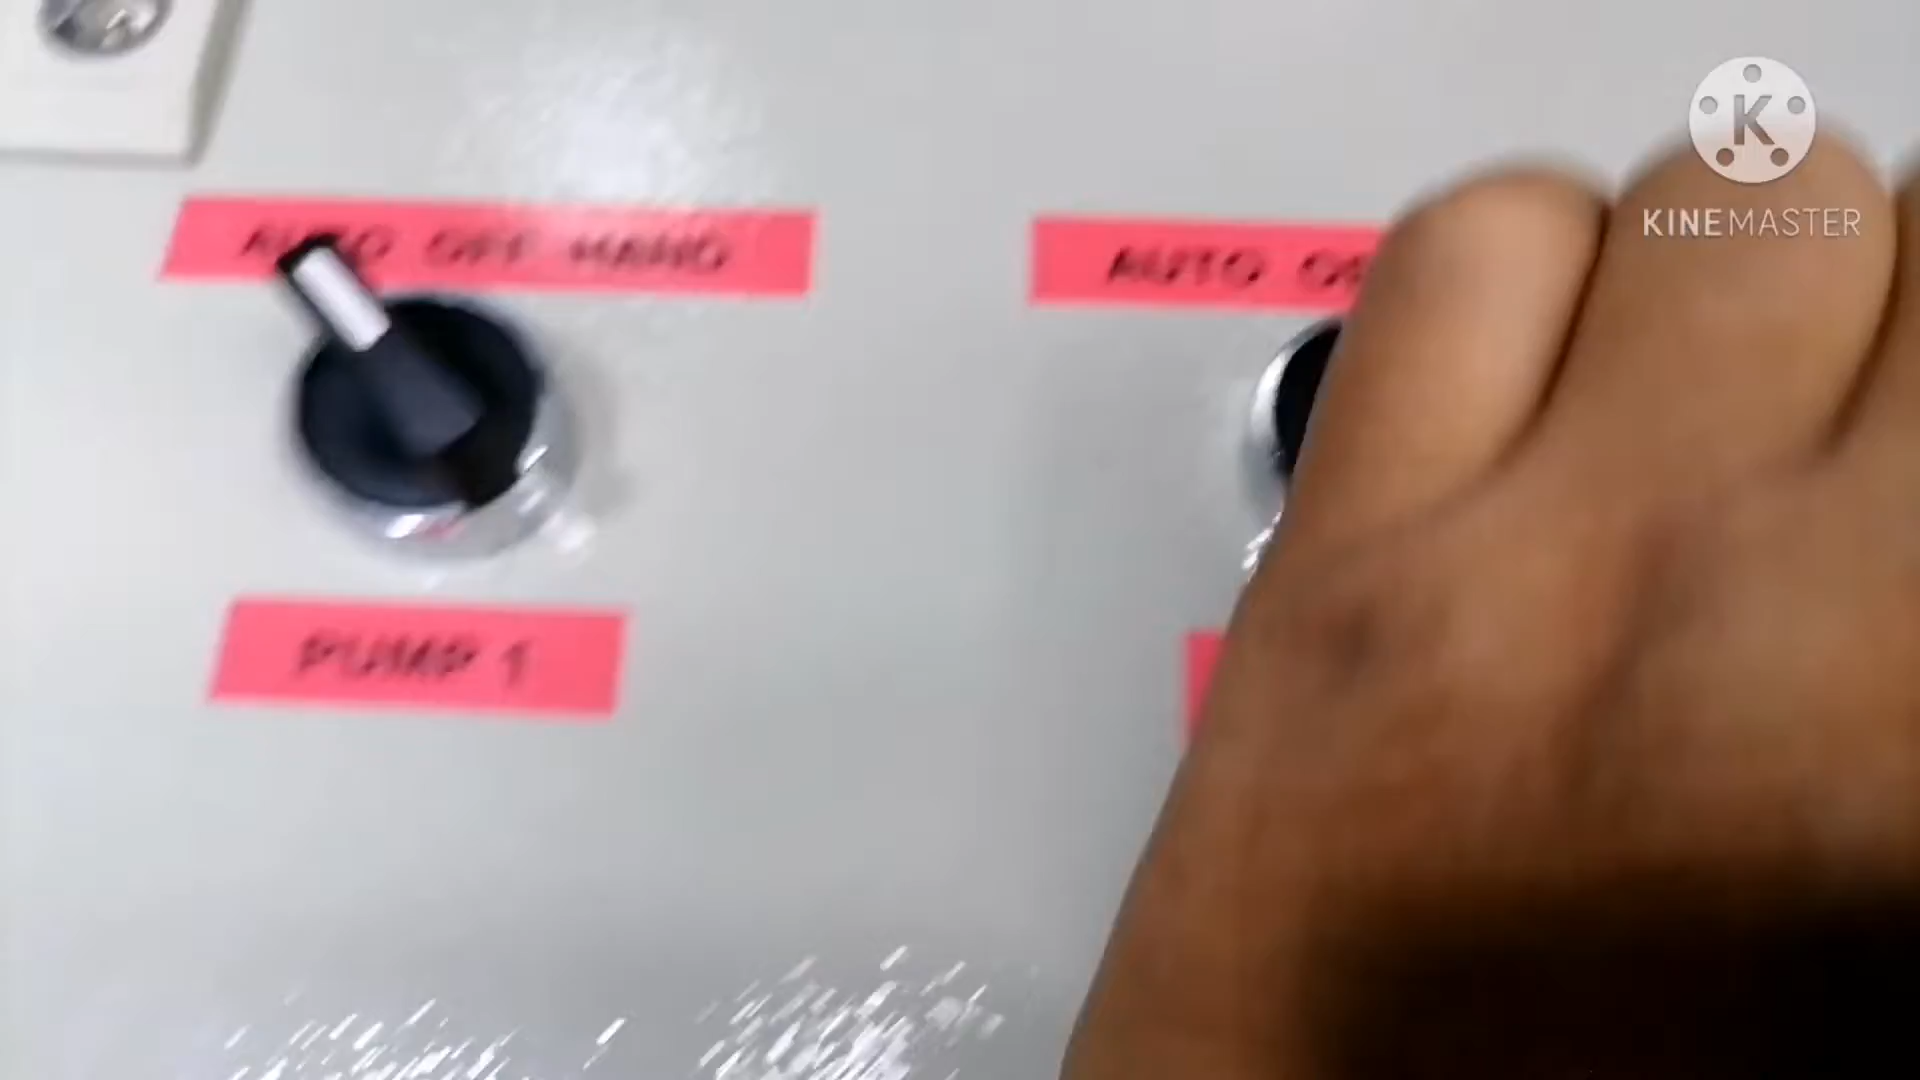 AUTO OFF HAND
AUTO
PUMP 1
K
KINEMASTER